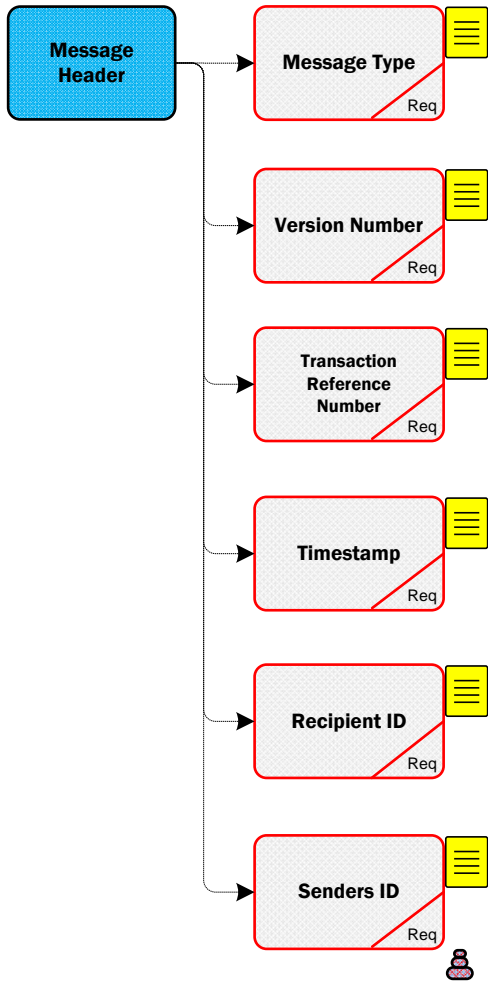 Message
Header
Message Type
Req
Version Number
Req
Transaction
Reference
Number
Req
Timestamp
Req
Recipient ID
Req
Senders ID
Req